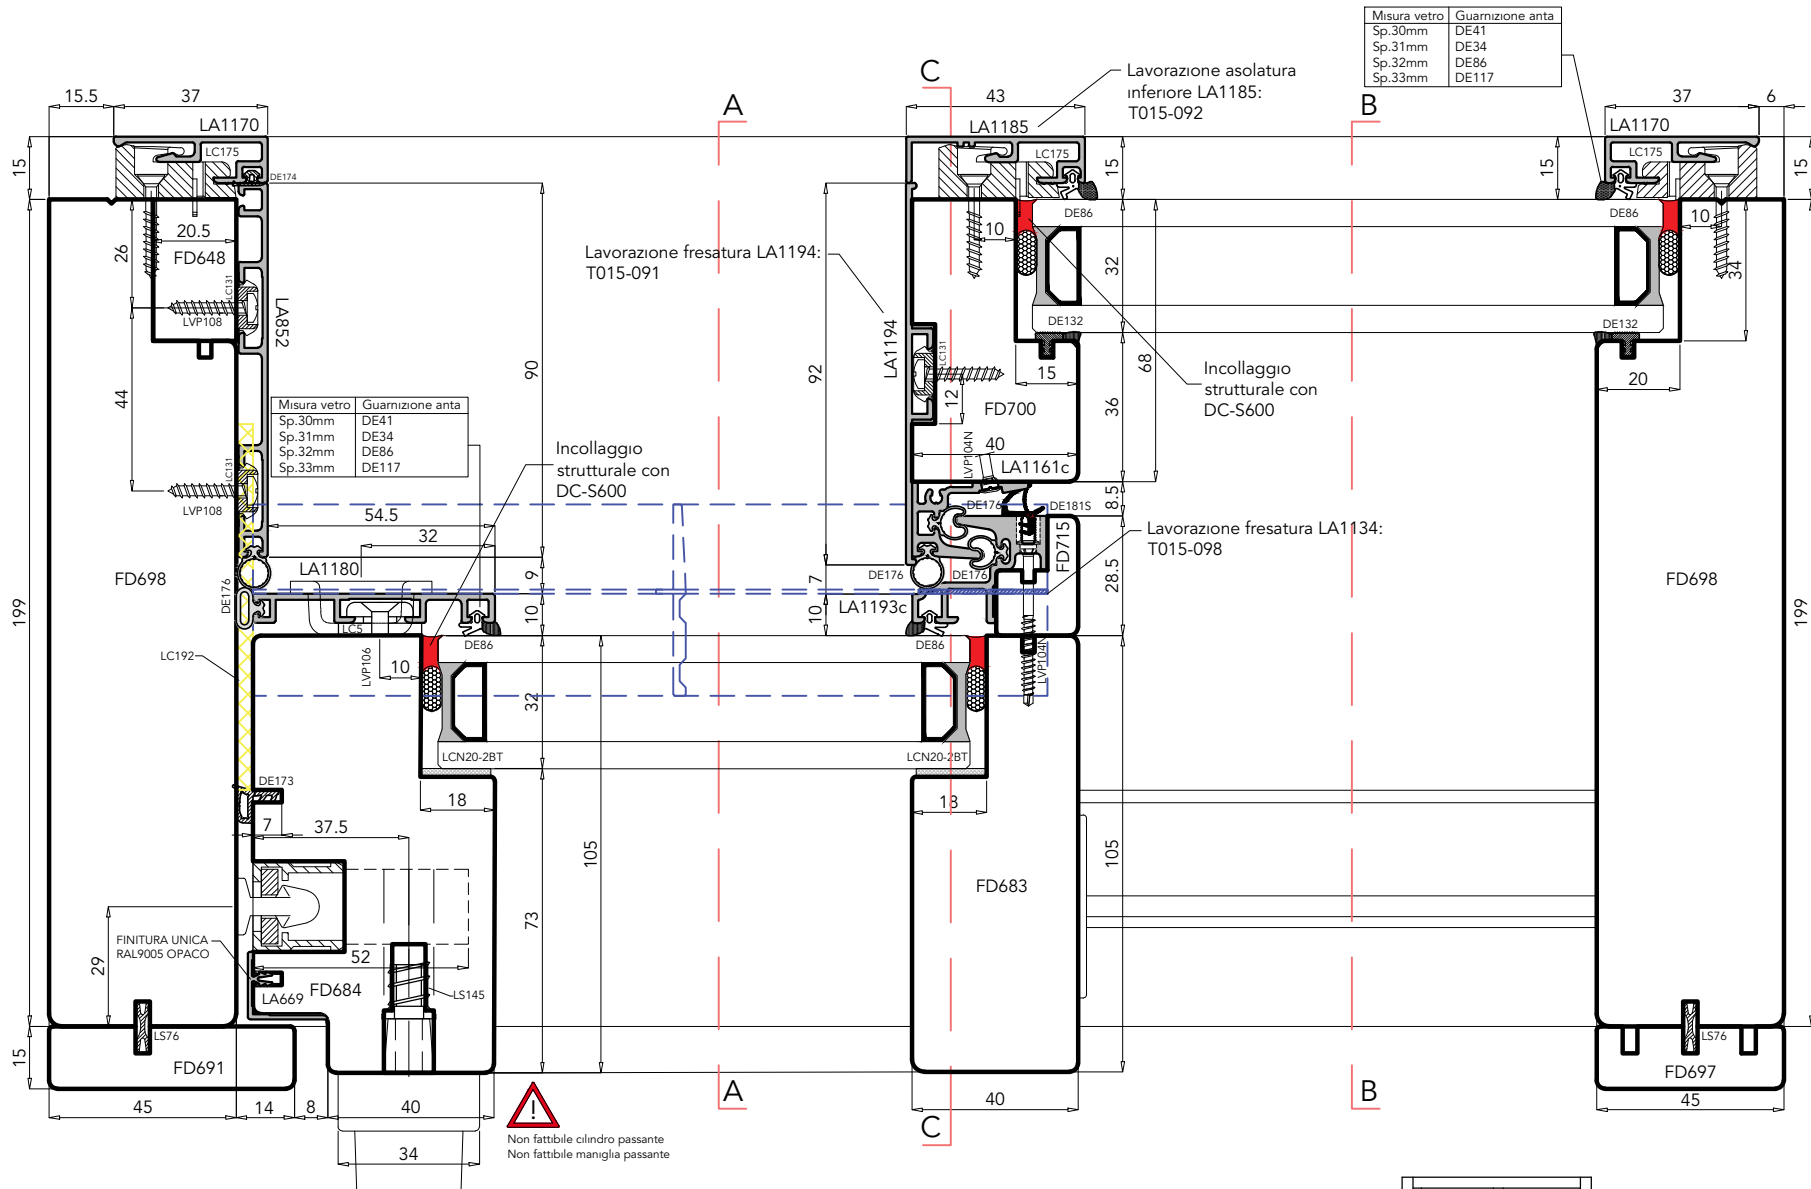 Misura vetro Guarnizione anta
Sp.30mm DE41
Sp.31mm DE34
Sp.32mm DE86
Sp.33mm DE117
C
Lavorazione asolatura
inferiore LA1185:
T015-092
15.5
37
A
43
B
37
6
LA1170
LA1185
LA1170
15
LC175
LC175
15
15
LC175
15
DE174
20.5
FD648
26
10
DE86
DE86
10
Lavorazione fresatura LA1194:
T015-091
32
34
LC131
LVP108
LA852
DE132
DE132
LA1194
LC131
90
92
15
68
20
Incollaggio
strutturale con
DC-S600
44
12
FD700
36
Misura vetro Guarnizione anta
Sp.30mm DE41
Sp.31mm DE34
Sp.32mm DE86
Sp.33mm DE117
Incollaggio
strutturale con
DC-S600
40
LVP104N
LA1161c
LC131
LVP108
8.5
DE176
DE181S
54.5
32
Lavorazione fresatura LA1134:
T015-098
FD715
28.5
FD698
FD698
LA1180
9
7
DE176
DE176
DE176
LA1193c
10
10
LC5
DE86
DE86
LVP106
LVP104N
LC192
10
32
199
199
LCN20-2BT
LCN20-2BT
DE173
18
18
7
37.5
105
105
FD683
73
FINITURA UNICA
RAL9005 OPACO
29
52
FD684
LA669
LS145
LS76
LS76
15
FD691
FD697
45
14
8
40
A
40
B
45
C
34
Non fattibile cilindro passante
Non fattibile maniglia passante